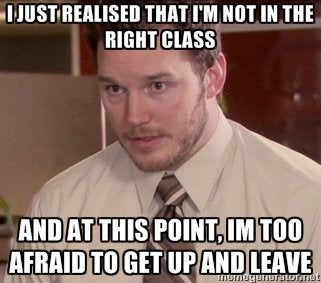 I JUST REALISED THAT I'M NOT IN THE
RIGHT CLASS
AND AT THIS POINT, IM TOO
AFRAID TO GET UP AND LEAVE
memegenerator.net